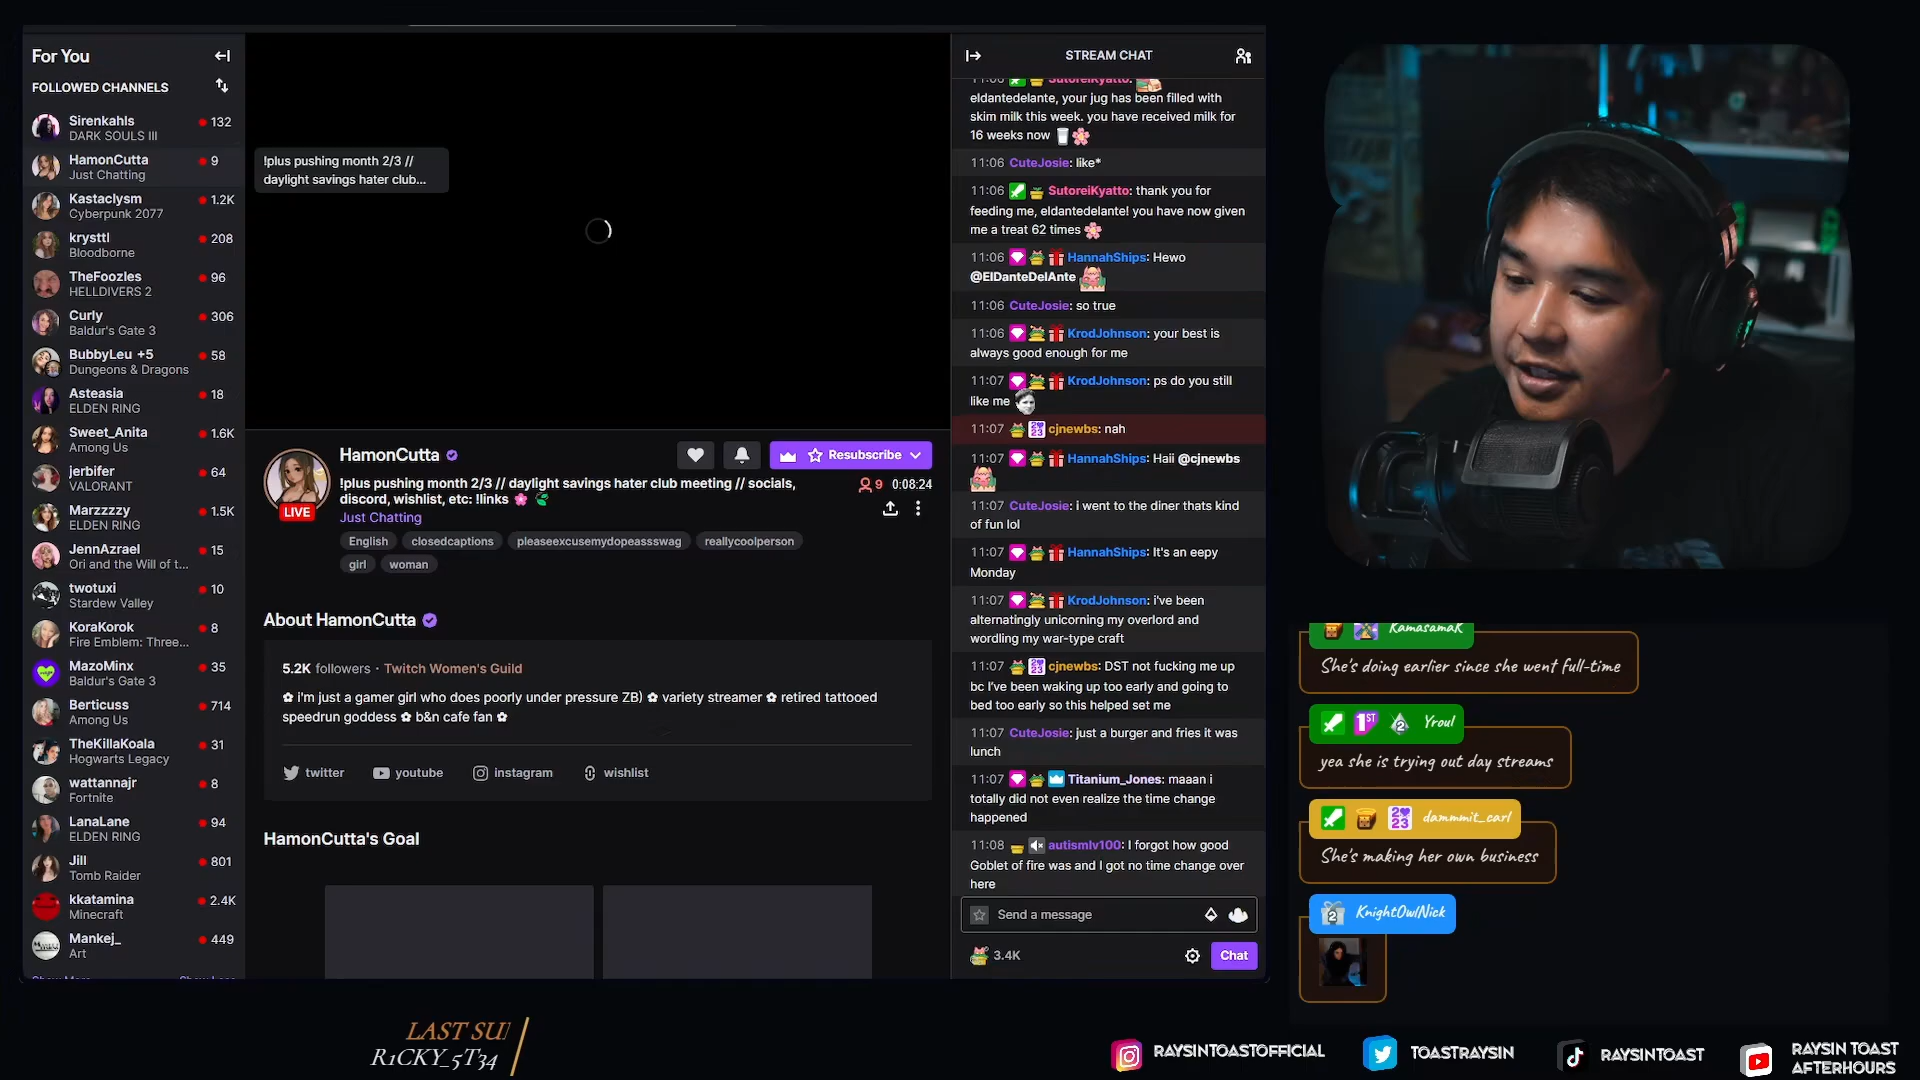 For You
FOLLOWED CHANNELS
Sirenkahls
DARK SOULS III
132
HamonCutta
Just Chatting
9
Kastaclysm
Cyberpunk 2077
1.2K
krysttl
Bloodborne
208
TheFoozles
HELLDIVERS 2
96
Curly
Baldur's Gate 3
306
BubbyLeu +5
Dungeons & Dragons
58
Asteasia
ELDEN RING
18
Sweet_Anita
Among Us
1.6K
jerbifer
VALORANT
64
Marzzzzy
ELDEN RING
1.5K
JennAzrael
Ori and the Will of t...
15
twotuxi
Stardew Valley
10
KoraKorok
Fire Emblem: Three...
8
MazoMinx
Baldur's Gate 3
35
Berticuss
Among Us
714
TheKillaKoala
Hogwarts Legacy
31
wattannajr
Fortnite
8
LanaLane
ELDEN RING
94
Jill
Tomb Raider
801
kkatamina
Minecraft
2.4K
Mankej_
Art
449
!plus pushing month 2/3 //
daylight savings hater club...
LIVE
HamonCutta
Resubscribe
!plus pushing month 2/3 // daylight savings hater club meeting // socials,
discord, wishlist, etc: !links
9 0:08:24
Just Chatting
English closedcaptions pleaseexcusemydopeassswag reallycoolperson
girl woman
About HamonCutta
5.2K followers · Twitch Women's Guild
✿ i'm just a gamer girl who does poorly under pressure ZB) ✿ variety streamer ✿ retired tattooed
speedrun goddess ✿ b&n cafe fan ✿
twitter youtube instagram wishlist
HamonCutta's Goal
STREAM CHAT
11:06 SutoreiKyatto:
eldantedelante, your jug has been filled with
skim milk this week. you have received milk for
16 weeks now
11:06 CuteJosie: like*
11:06 SutoreiKyatto: thank you for
feeding me, eldantedelante! you have now given
me a treat 62 times
11:06 HannahShips: Hewo
@ElDanteDelAnte
11:06 CuteJosie: so true
11:06 KrodJohnson: your best is
always good enough for me
11:07 KrodJohnson: ps do you still
like me
11:07 cjnewbs: nah
11:07 HannahShips: Haii @cjnewbs
11:07 CuteJosie: i went to the diner thats kind
of fun lol
11:07 HannahShips: It's an eepy
Monday
11:07 KrodJohnson: i've been
alternatingly unicorning my overlord and
wordling my war-type craft
11:07 cjnewbs: DST not fucking me up
bc I've been waking up too early and going to
bed too early so this helped set me
11:07 CuteJosie: just a burger and fries it was
lunch
11:07 Titanium_Jones: maaan i
totally did not even realize the time change
happened
11:08 autismlv100: I forgot how good
Goblet of fire was and I got no time change over
here
Send a message
3.4K
Chat
KamasamaK
She's doing earlier since she went full-time
1ST 2 Yroul
yea she is trying out day streams
dammmit_carl
She's making her own business
2 KnightOwlNick
LAST SU
R1CKY_5T34
RAYSINTOASTOFFICIAL
TOASTRAYSIN
RAYSINTOAST
RAYSIN TOAST
AFTERHOURS